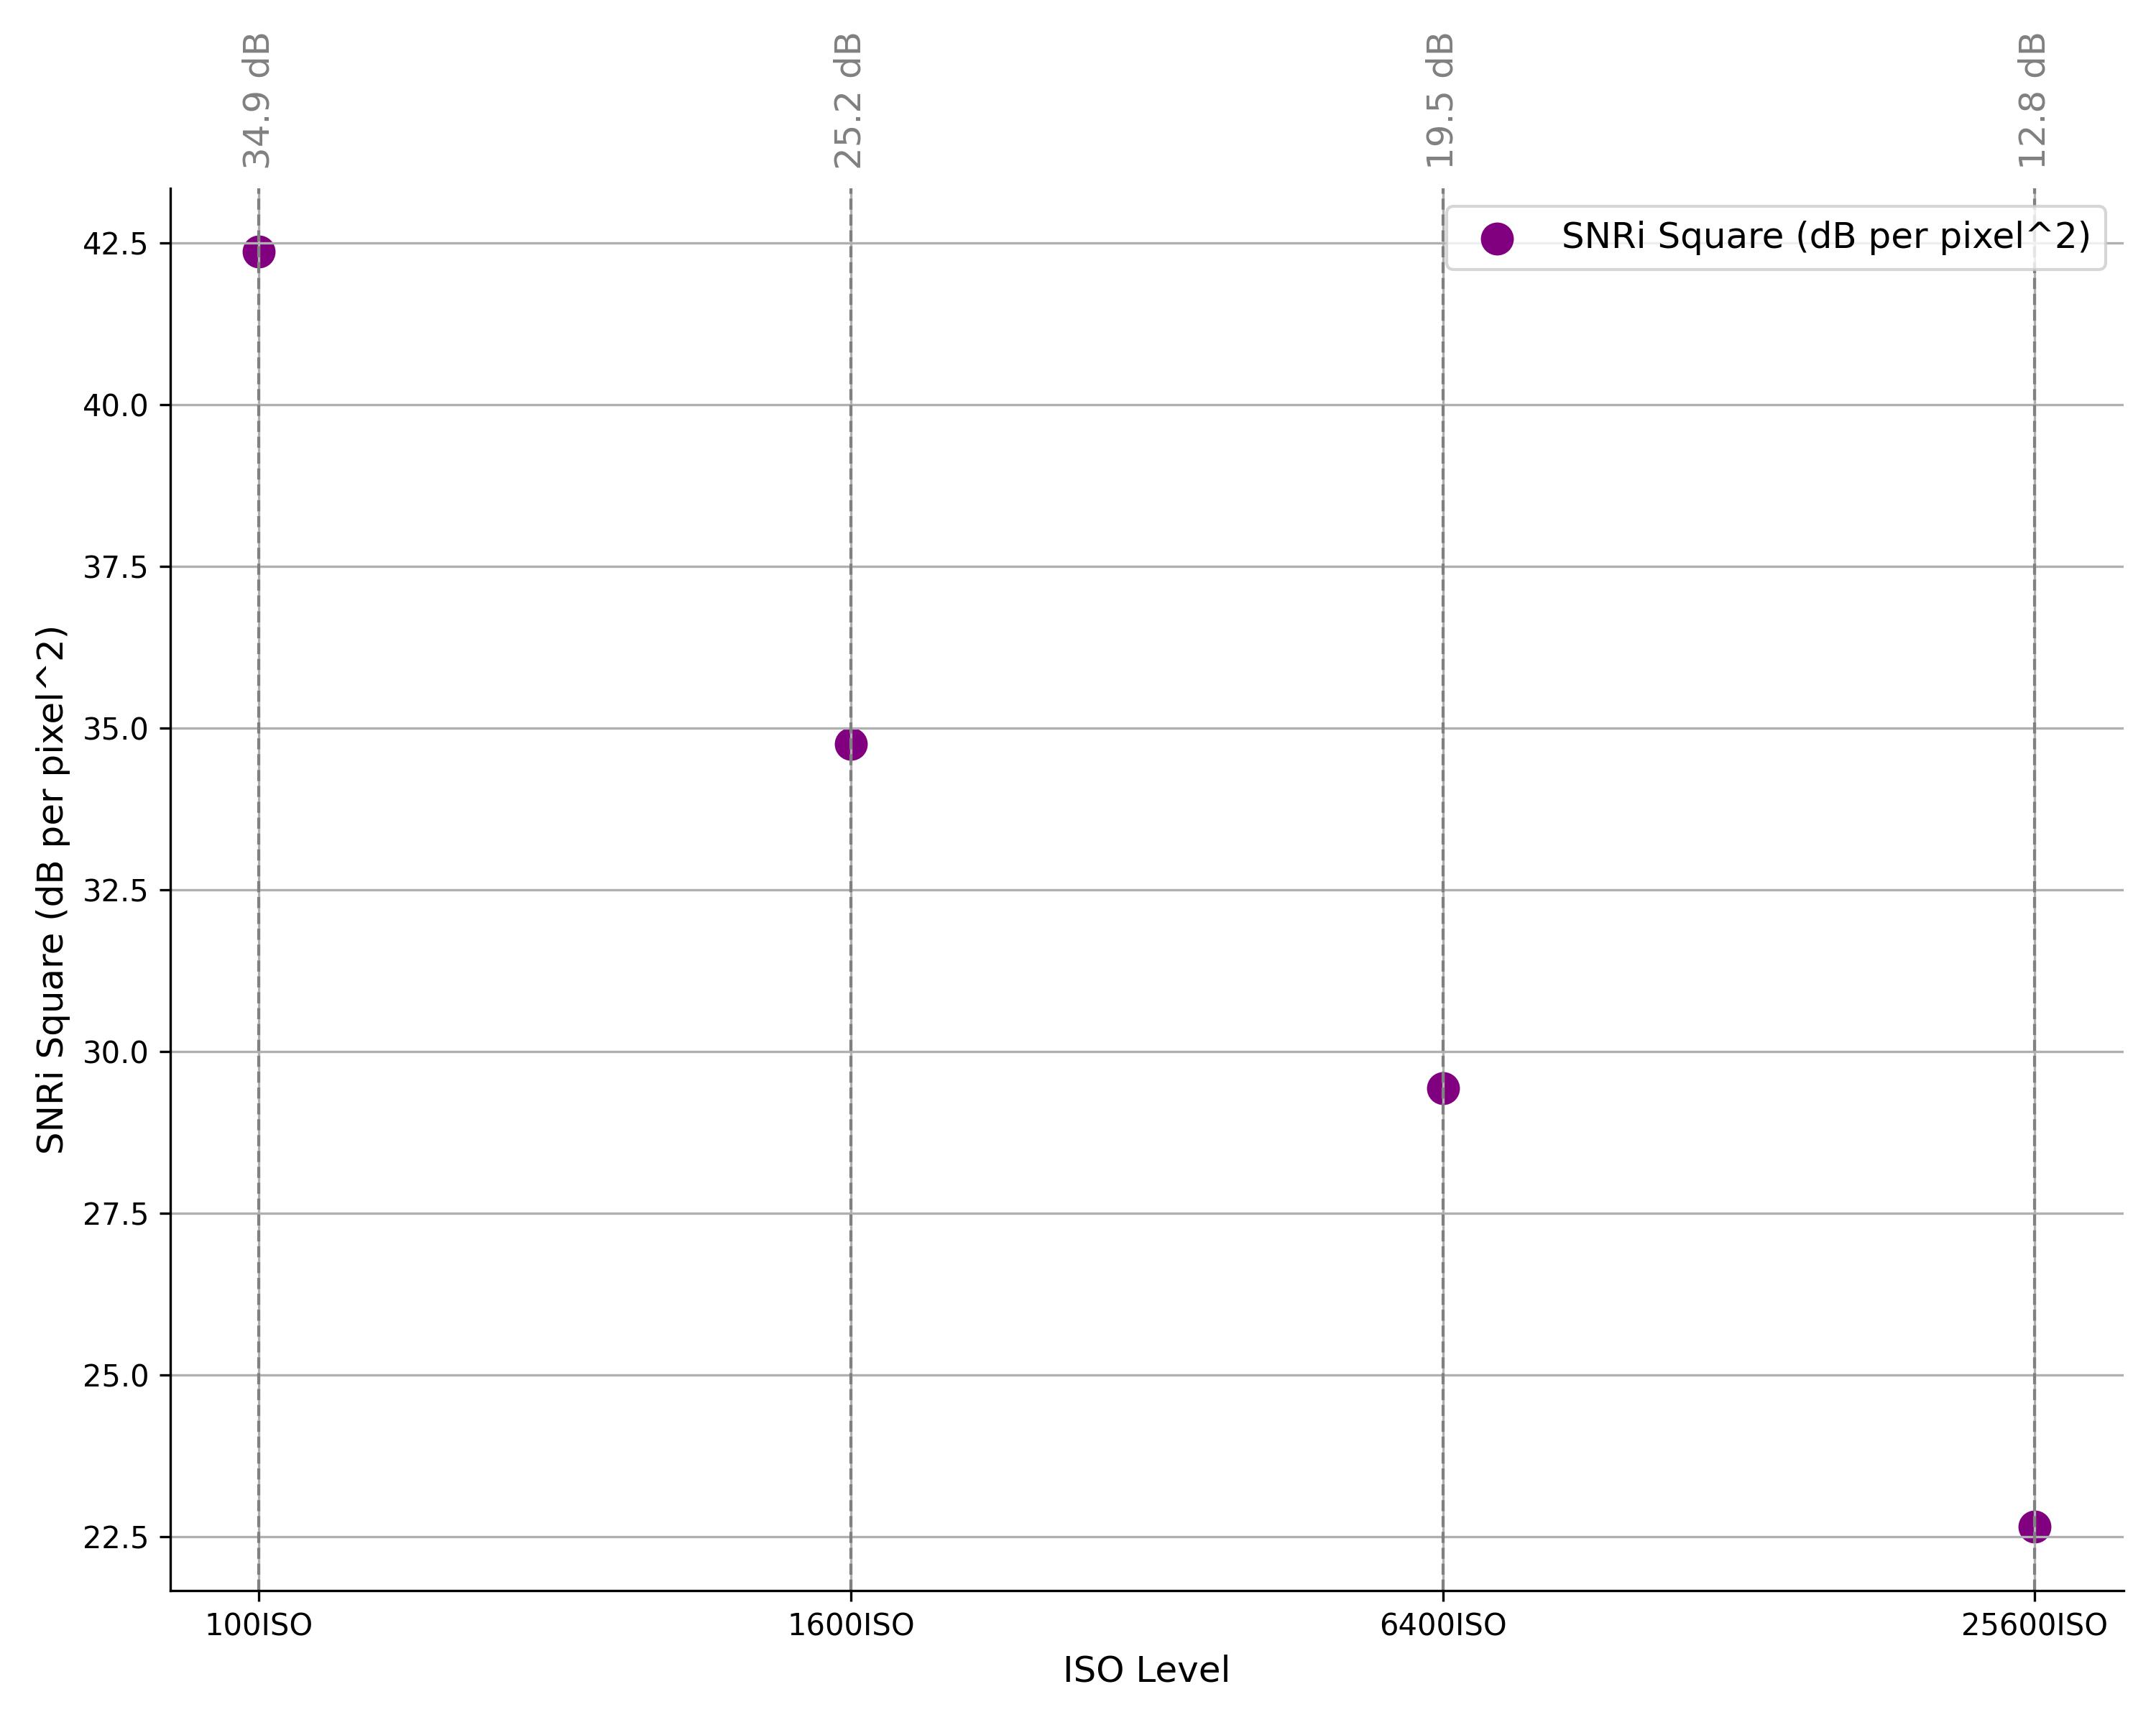 34.9 dB
25.2 dB
19.5 dB
12.8 dB
SNRi Square (dB per pixel^2)
42.5
40.0
37.5
35.0
32.5
30.0
27.5
25.0
22.5
SNRi Square (dB per pixel^2)
100ISO
1600ISO
6400ISO
25600ISO
ISO Level